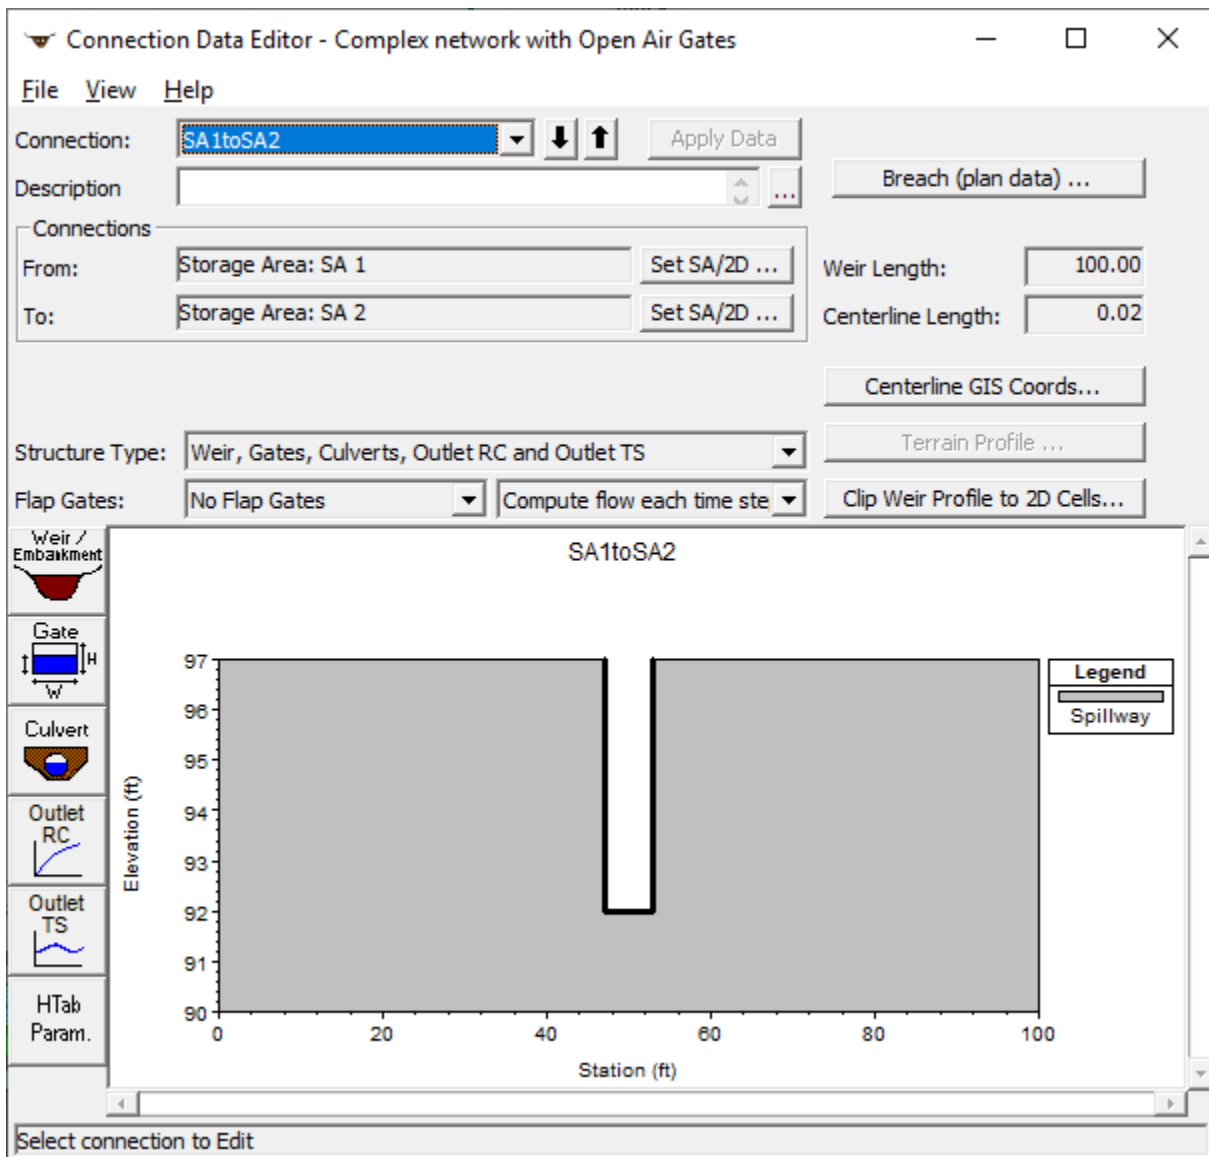 Connection Data Editor - Complex network with Open Air Gates
File View Help
Connection: SA1toSA2 Apply Data
Description ... Breach (plan data) ...
Connections
From: Storage Area: SA 1 Set SA/2D ... Weir Length: 100.00
To: Storage Area: SA 2 Set SA/2D ... Centerline Length: 0.02
Centerline GIS Coords...
Structure Type: Weir, Gates, Culverts, Outlet RC and Outlet TS Terrain Profile ...
Flap Gates: No Flap Gates Compute flow each time ste Clip Weir Profile to 2D Cells...
Weir /
Embankment
Gate
H
W
Culvert
Outlet
RC
Outlet
TS
HTab
Param.
SA1toSA2
Elevation (ft)
97
96
95
94
93
92
91
90
0 20 40 60 80 100
Station (ft)
Legend
Spillway
Select connection to Edit